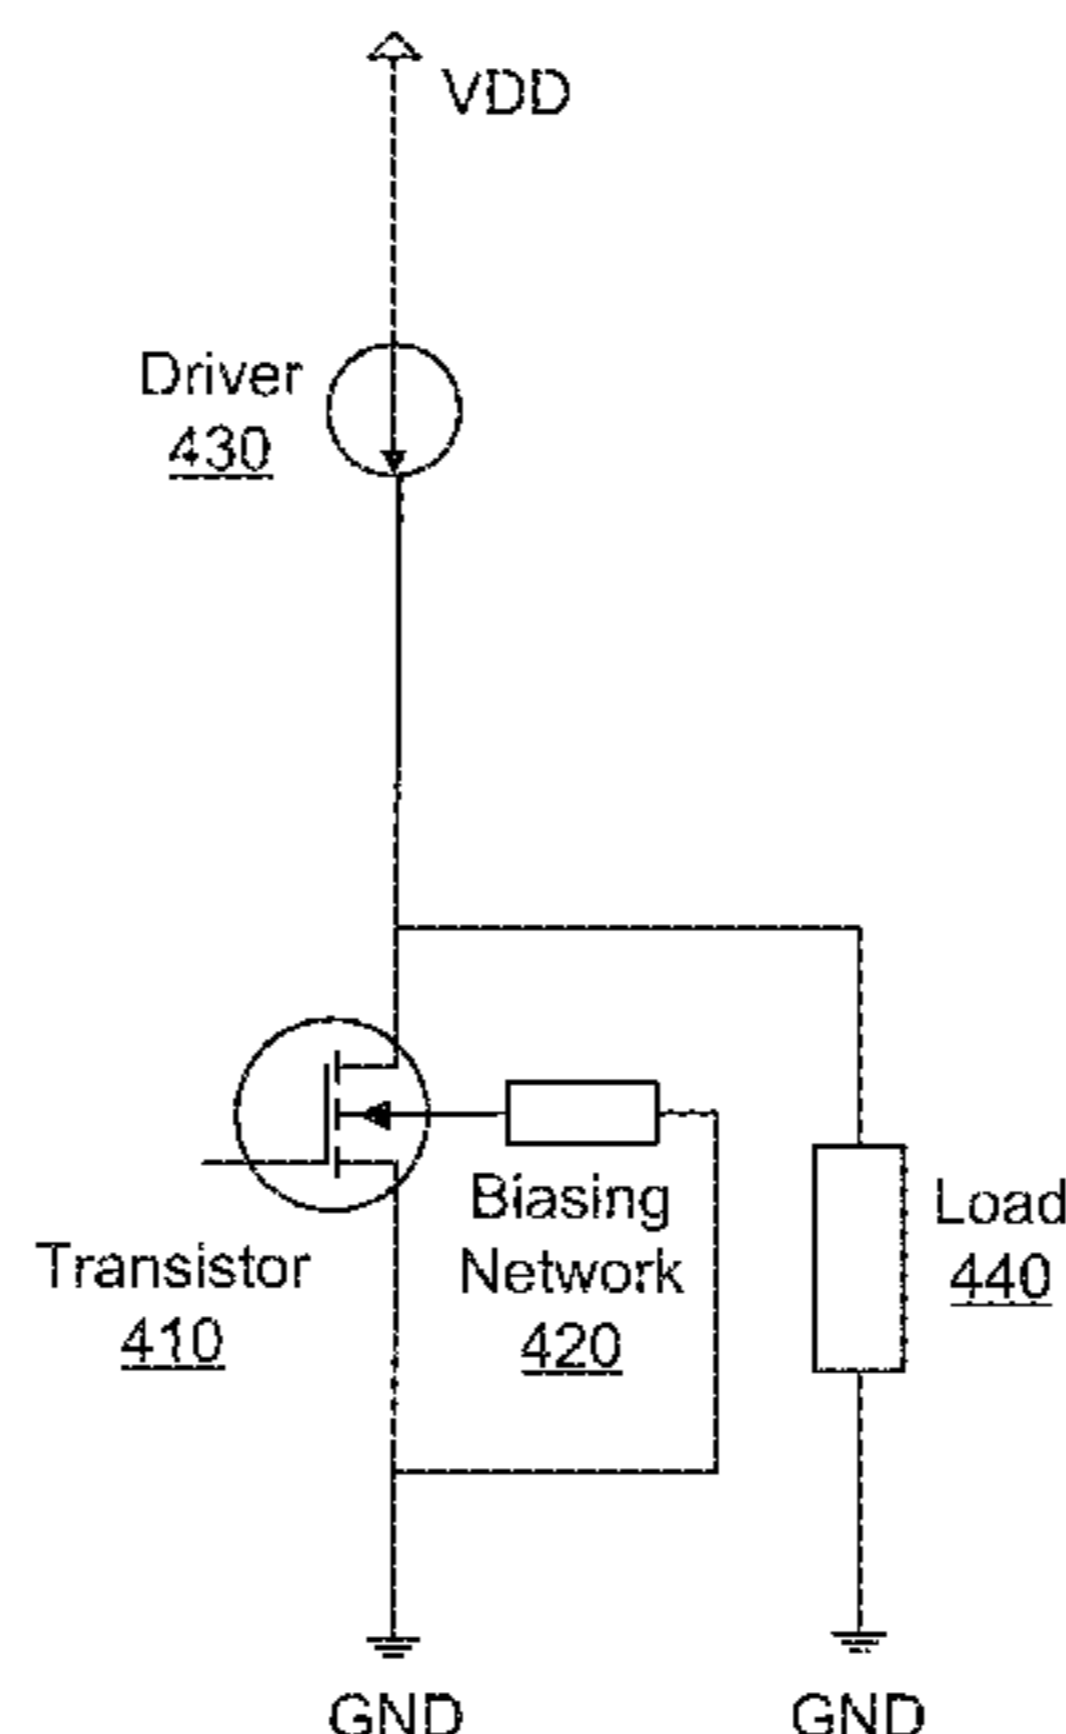 VDD
Driver
430
Transistor
410
Biasing
Network
420
Load
440
GND
GND